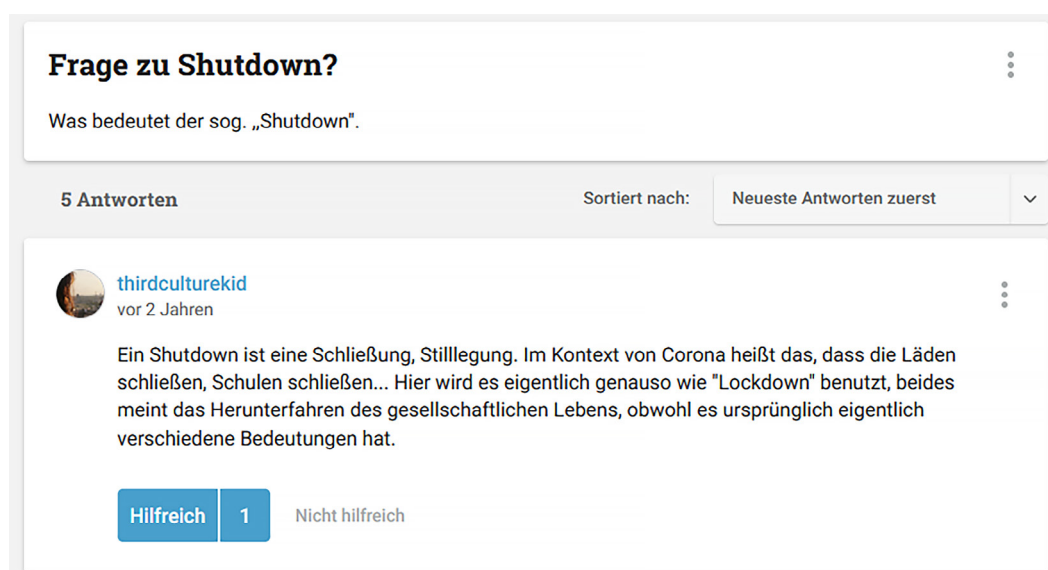 Frage zu Shutdown?
Was bedeutet der sog. „Shutdown".
5 Antworten
Sortiert nach:
Neueste Antworten zuerst
thirdculturekid
vor 2 Jahren
Ein Shutdown ist eine Schließung, Stilllegung. Im Kontext von Corona heißt das, dass die Läden
schließen, Schulen schließen... Hier wird es eigentlich genauso wie "Lockdown" benutzt, beides
meint das Herunterfahren des gesellschaftlichen Lebens, obwohl es ursprünglich eigentlich
verschiedene Bedeutungen hat.
Hilfreich 1 Nicht hilfreich